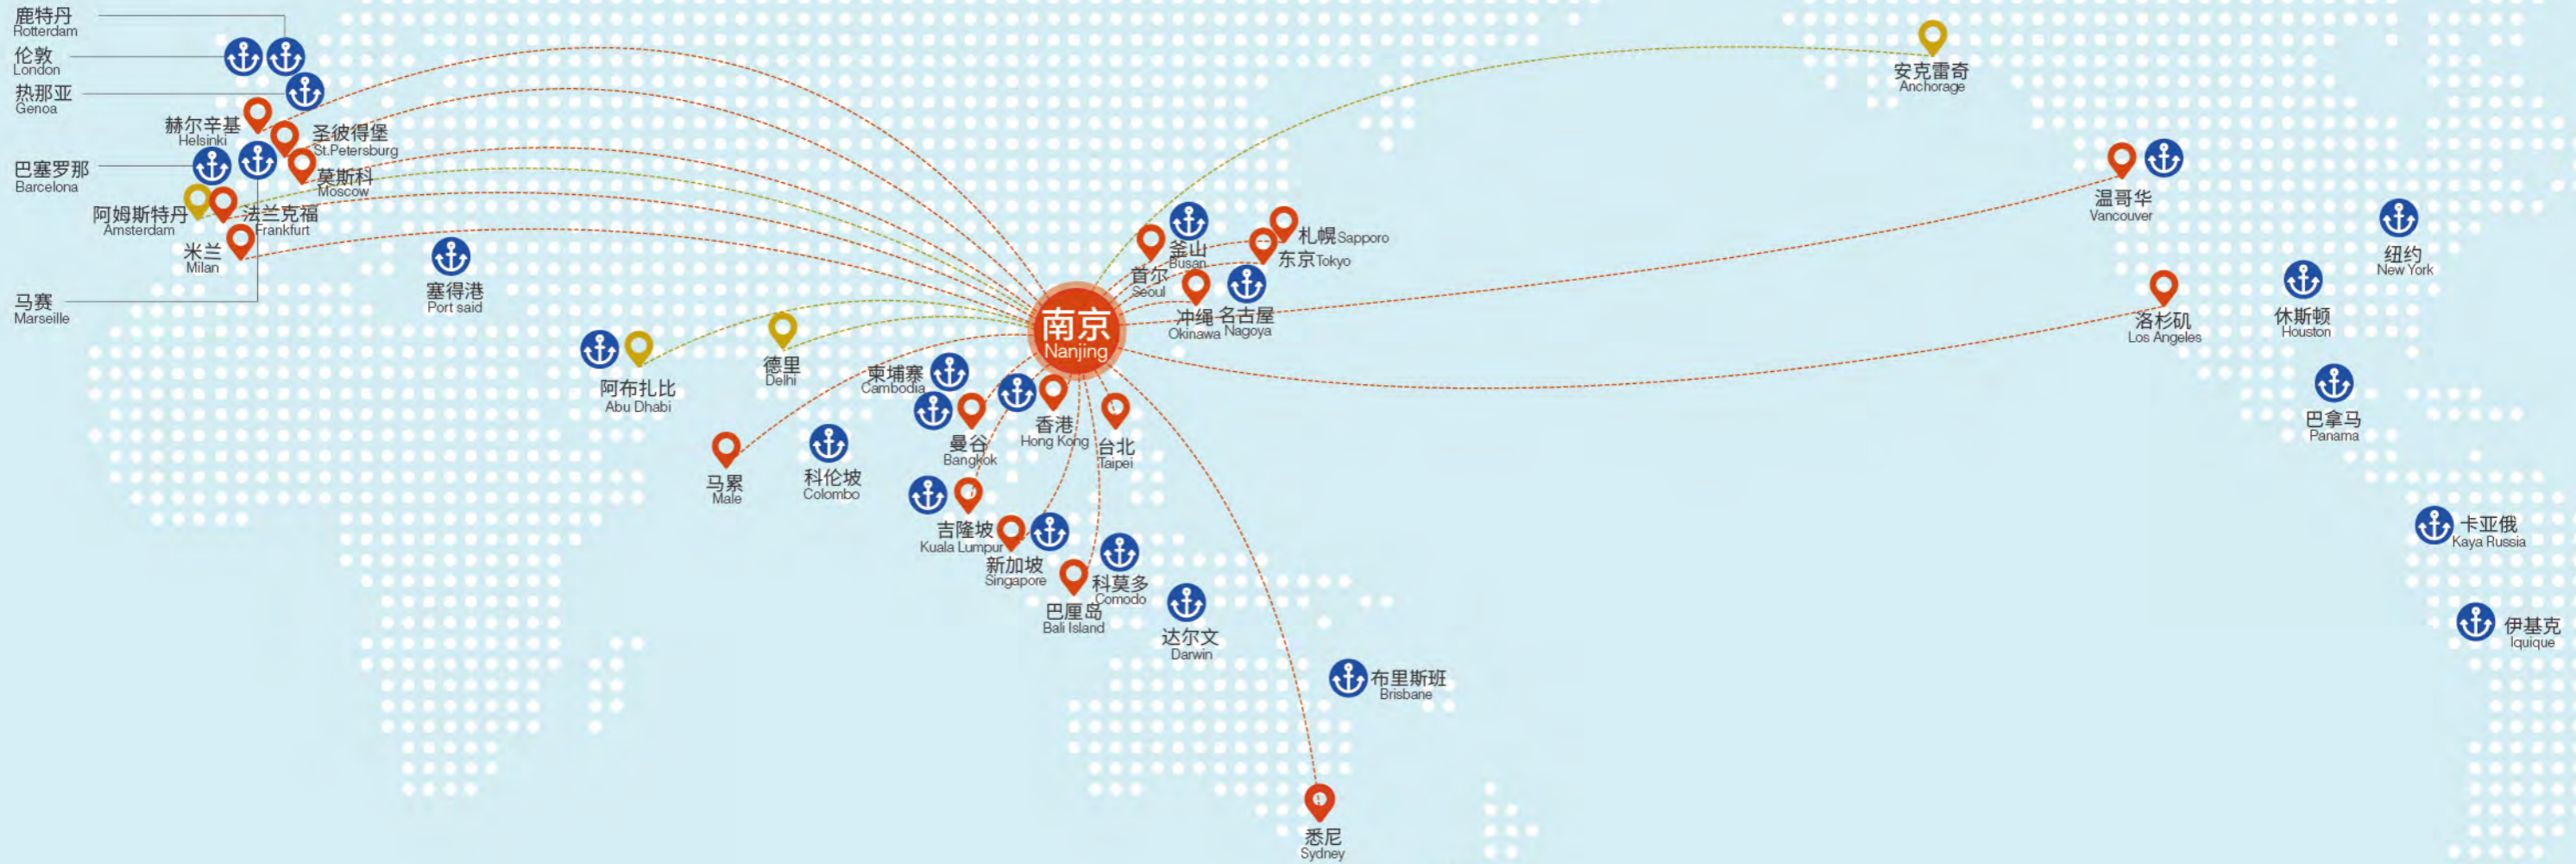 鹿特丹
Rotterdam
伦敦
London
热那亚
Genoa
赫尔辛基
Helsinki
圣彼得堡
St.Petersburg
巴塞罗那
Barcelona
莫斯科
Moscow
阿姆斯特丹
Amsterdam
法兰克福
Frankfurt
米兰
Milan
马赛
Marseille
塞得港
Port said
阿布扎比
Abu Dhabi
德里
Delhi
马累
Male
科伦坡
Colombo
南京
Nanjing
柬埔寨
Cambodia
曼谷
Bangkok
香港
Hong Kong
台北
Taipei
吉隆坡
Kuala Lumpur
新加坡
Singapore
巴厘岛
Bali Island
科莫多
Comodo
达尔文
Darwin
布里斯班
Brisbane
悉尼
Sydney
首尔
Seoul
釜山
Busan
札幌Sapporo
东京Tokyo
冲绳
Okinawa
名古屋
Nagoya
安克雷奇
Anchorage
温哥华
Vancouver
洛杉矶
Los Angeles
纽约
New York
休斯顿
Houston
巴拿马
Panama
卡亚俄
Kaya Russia
伊基克
Iquique